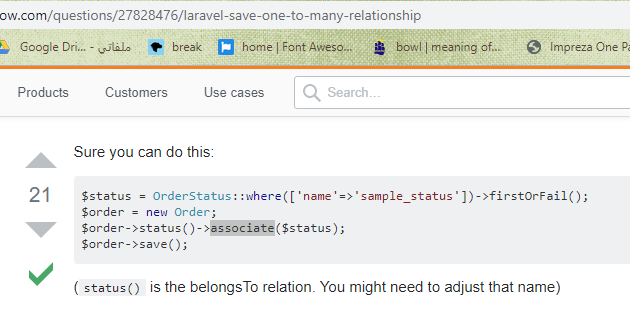 ow.com/questions/27828476/laravel-save-one-to-many-relationship
Google Dri... - ملفاتي
break
home | Font Aweso...
bowl | meaning of...
Impreza One Pa
Products
Customers
Use cases
Search...
Sure you can do this:
21
$status = OrderStatus::where(['name'=>'sample_status'])->firstOrFail();
$order = new Order;
$order->status()->associate($status);
$order->save();
( status() is the belongsTo relation. You might need to adjust that name)